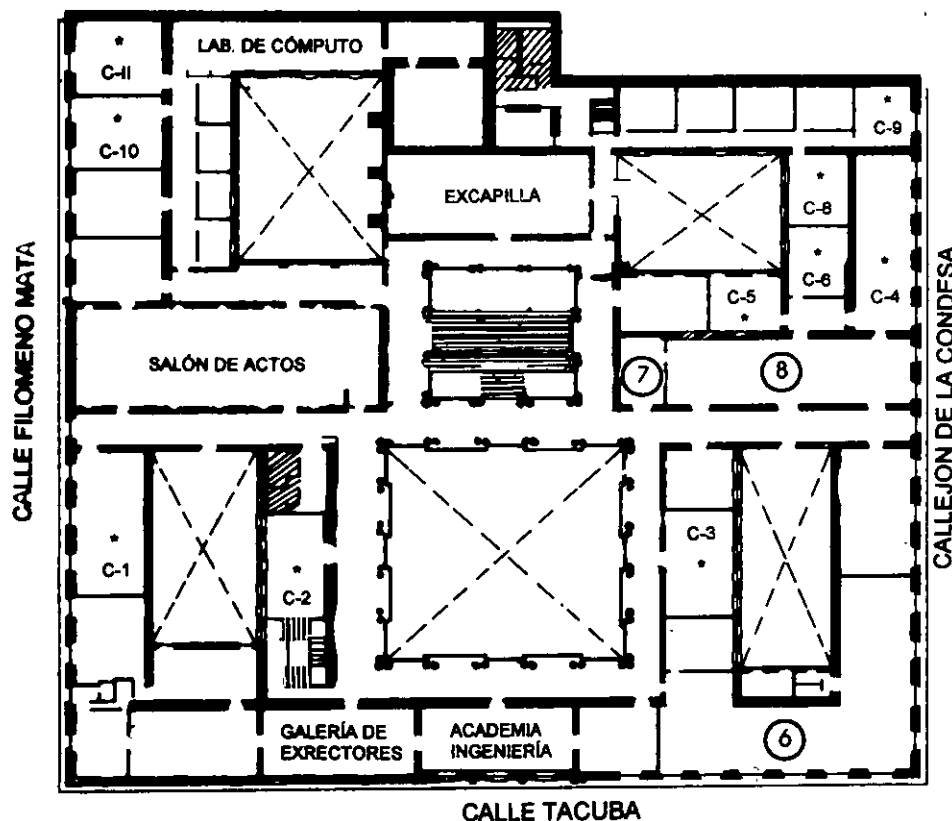 LAB. DE CÓMPUTO
*
C-11
*
C-10
*
C-9
EXCAPILLA
*
C-8
*
C-6
*
C-4
C-5
*
CALLE FILOMENO MATA
CALLEJON DE LA CONDESA
SALÓN DE ACTOS
7
8
*
C-1
*
C-2
C-3
*
GALERÍA DE
EXRECTORES
ACADEMIA
INGENIERÍA
6
CALLE TACUBA